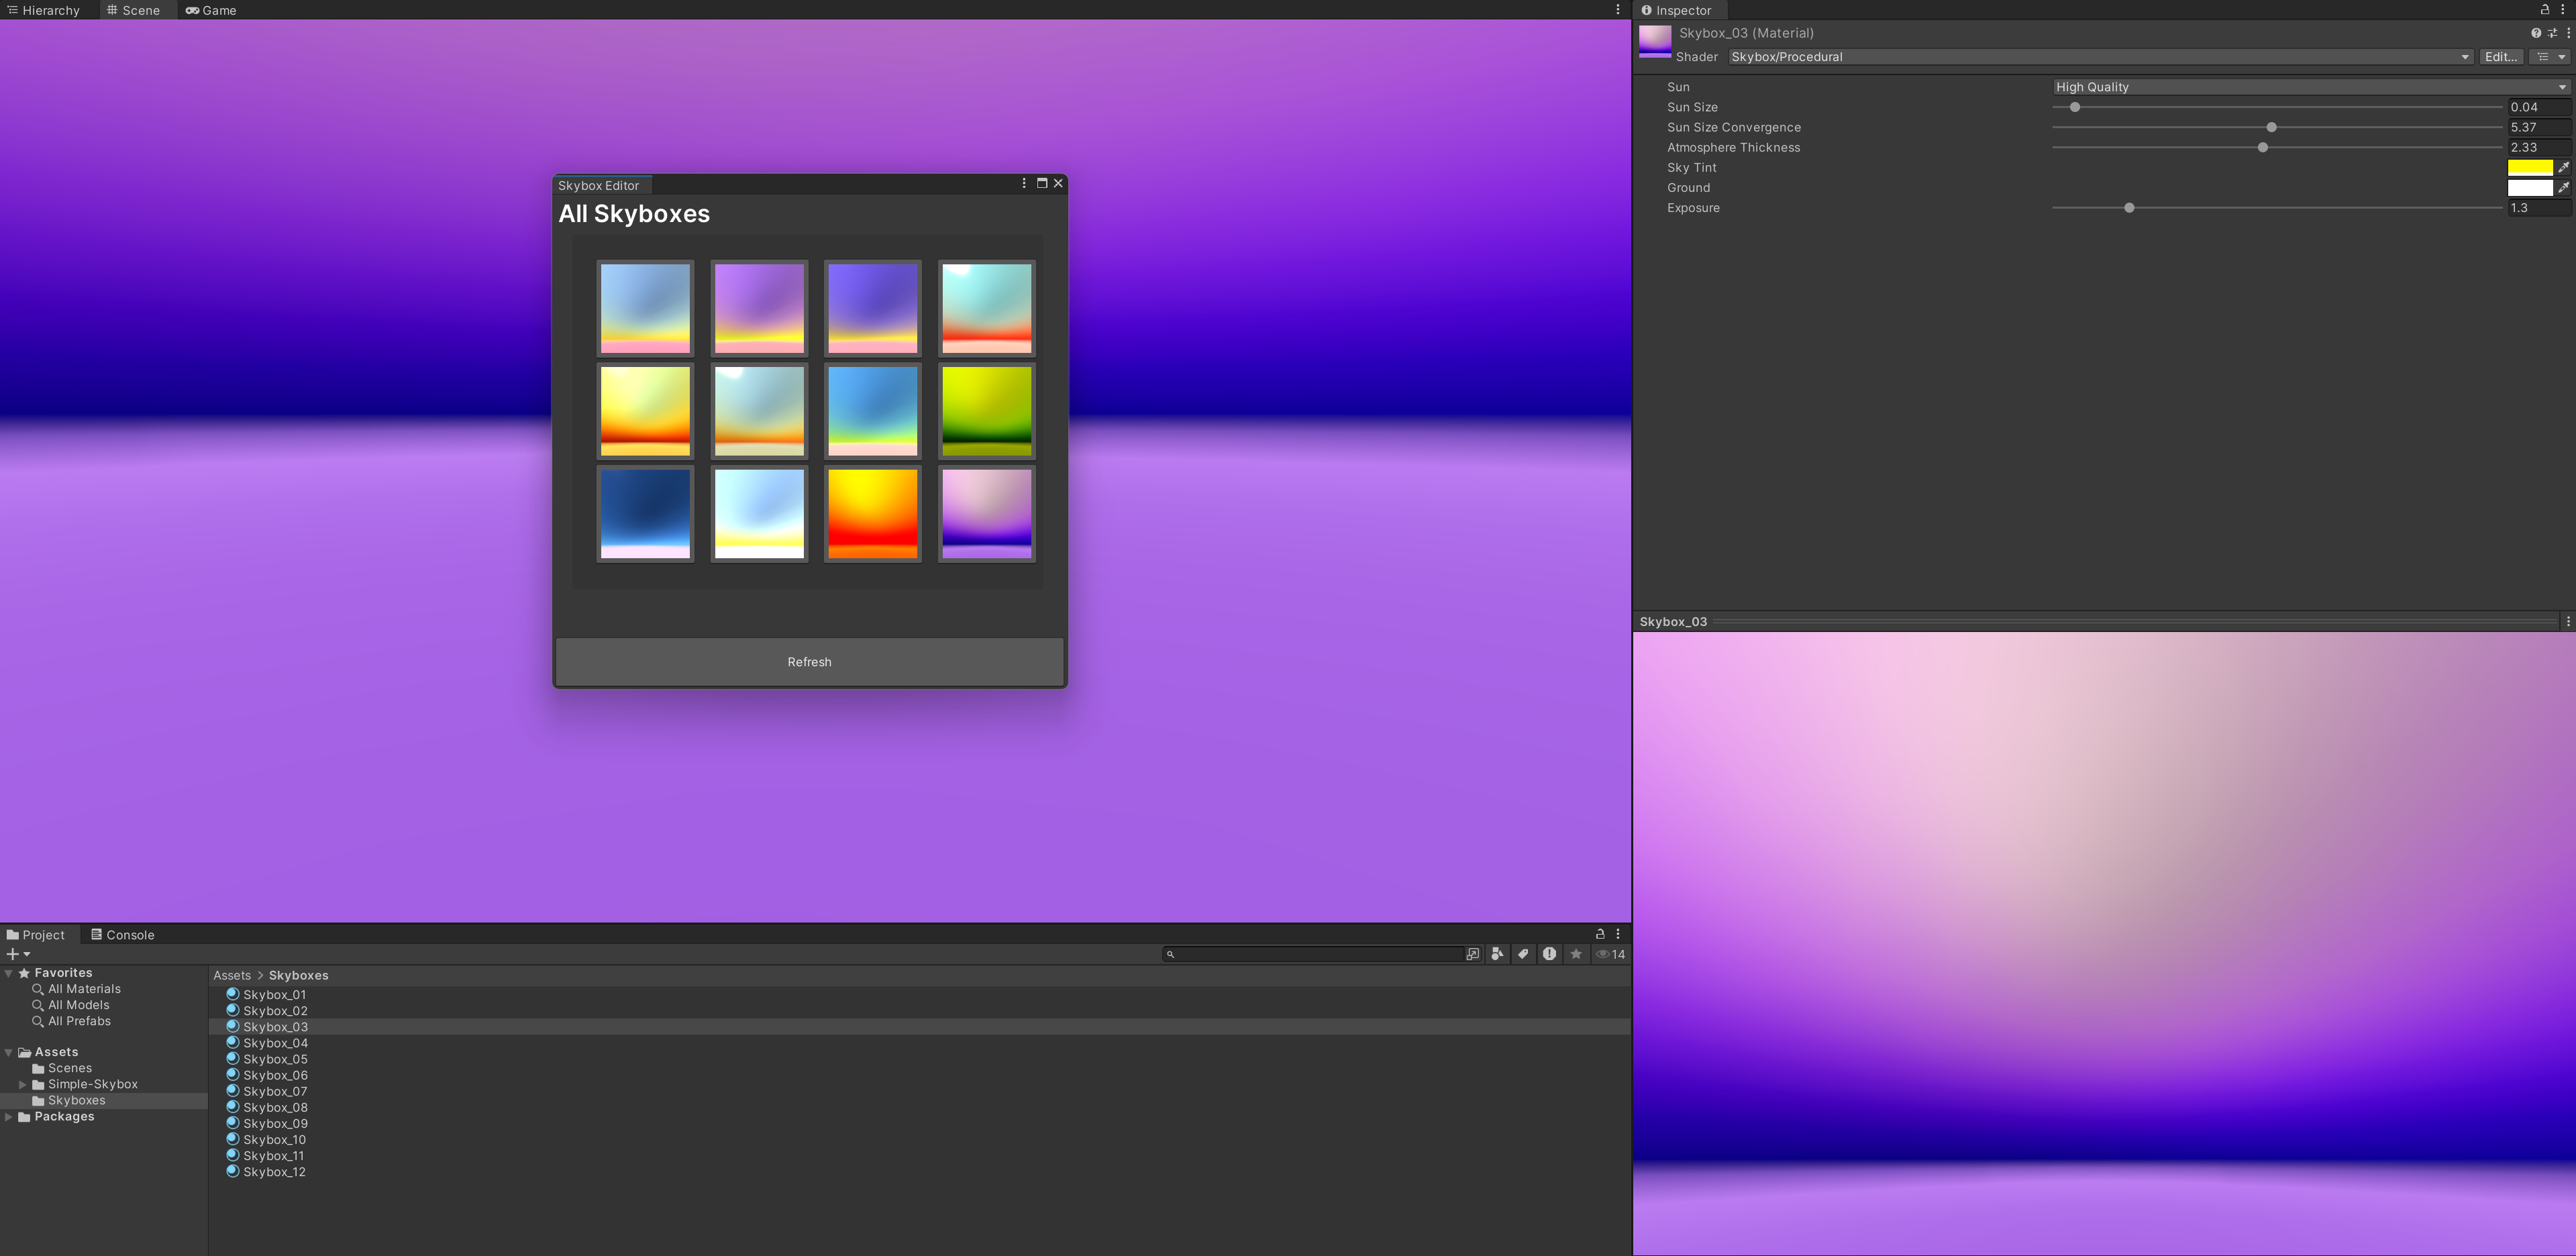 Hierarchy Scene Game
Skybox Editor
All Skyboxes
Refresh
Inspector
Skybox_03 (Material)
Shader Skybox/Procedural Edit...
Sun High Quality
Sun Size 0.04
Sun Size Convergence 5.37
Atmosphere Thickness 2.33
Sky Tint
Ground
Exposure 1.3
Skybox_03
Project Console
14
Favorites
All Materials
All Models
All Prefabs
Assets
Scenes
Simple-Skybox
Skyboxes
Packages
Assets > Skyboxes
Skybox_01
Skybox_02
Skybox_03
Skybox_04
Skybox_05
Skybox_06
Skybox_07
Skybox_08
Skybox_09
Skybox_10
Skybox_11
Skybox_12